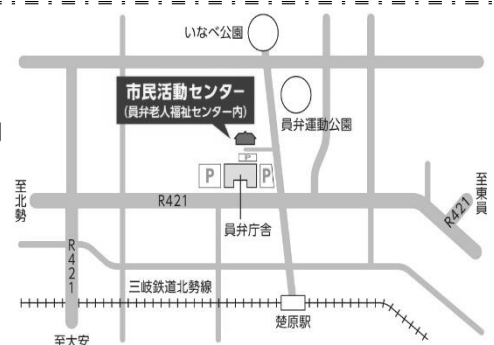 いなべ公園
市民活動センター
(員弁老人福祉センター内)
員弁運動公園
P
P
P
至北勢
R421
至東員
R421
員弁庁舎
R421
三岐鉄道北勢線
楚原駅
至大安